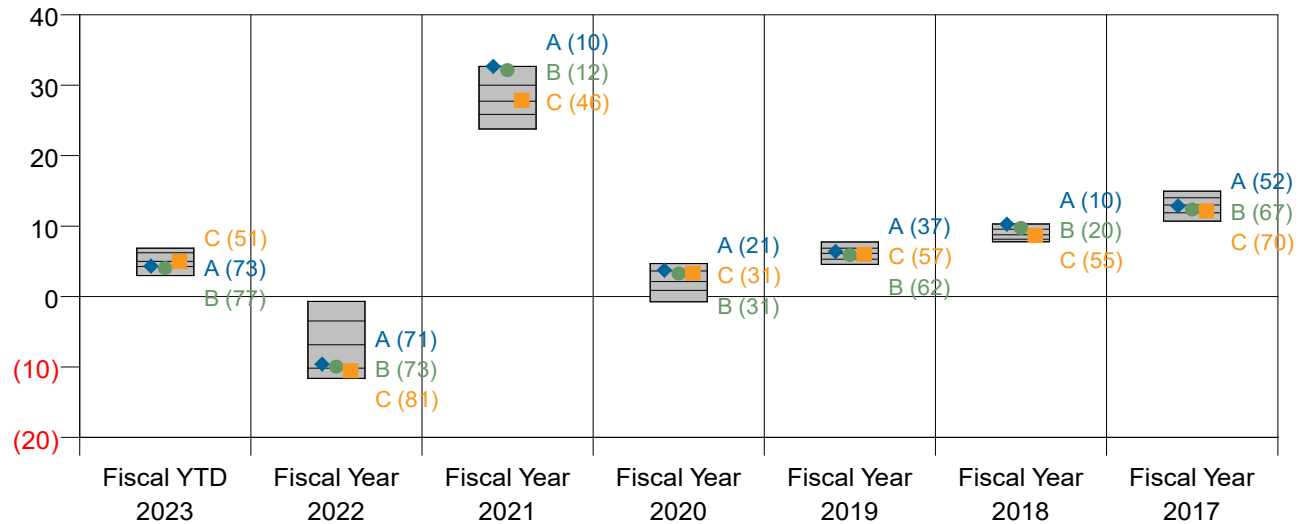 40
30
20
10
0
(10)
(20)
C (51)
A (73)
B (77)
A (71)
B (73)
C (81)
A (10)
B (12)
C (46)
A (21)
C (31)
B (31)
A (37)
C (57)
B (62)
A (10)
B (20)
C (55)
A (52)
B (67)
C (70)
Fiscal YTD
2023
Fiscal Year
2022
Fiscal Year
2021
Fiscal Year
2020
Fiscal Year
2019
Fiscal Year
2018
Fiscal Year
2017